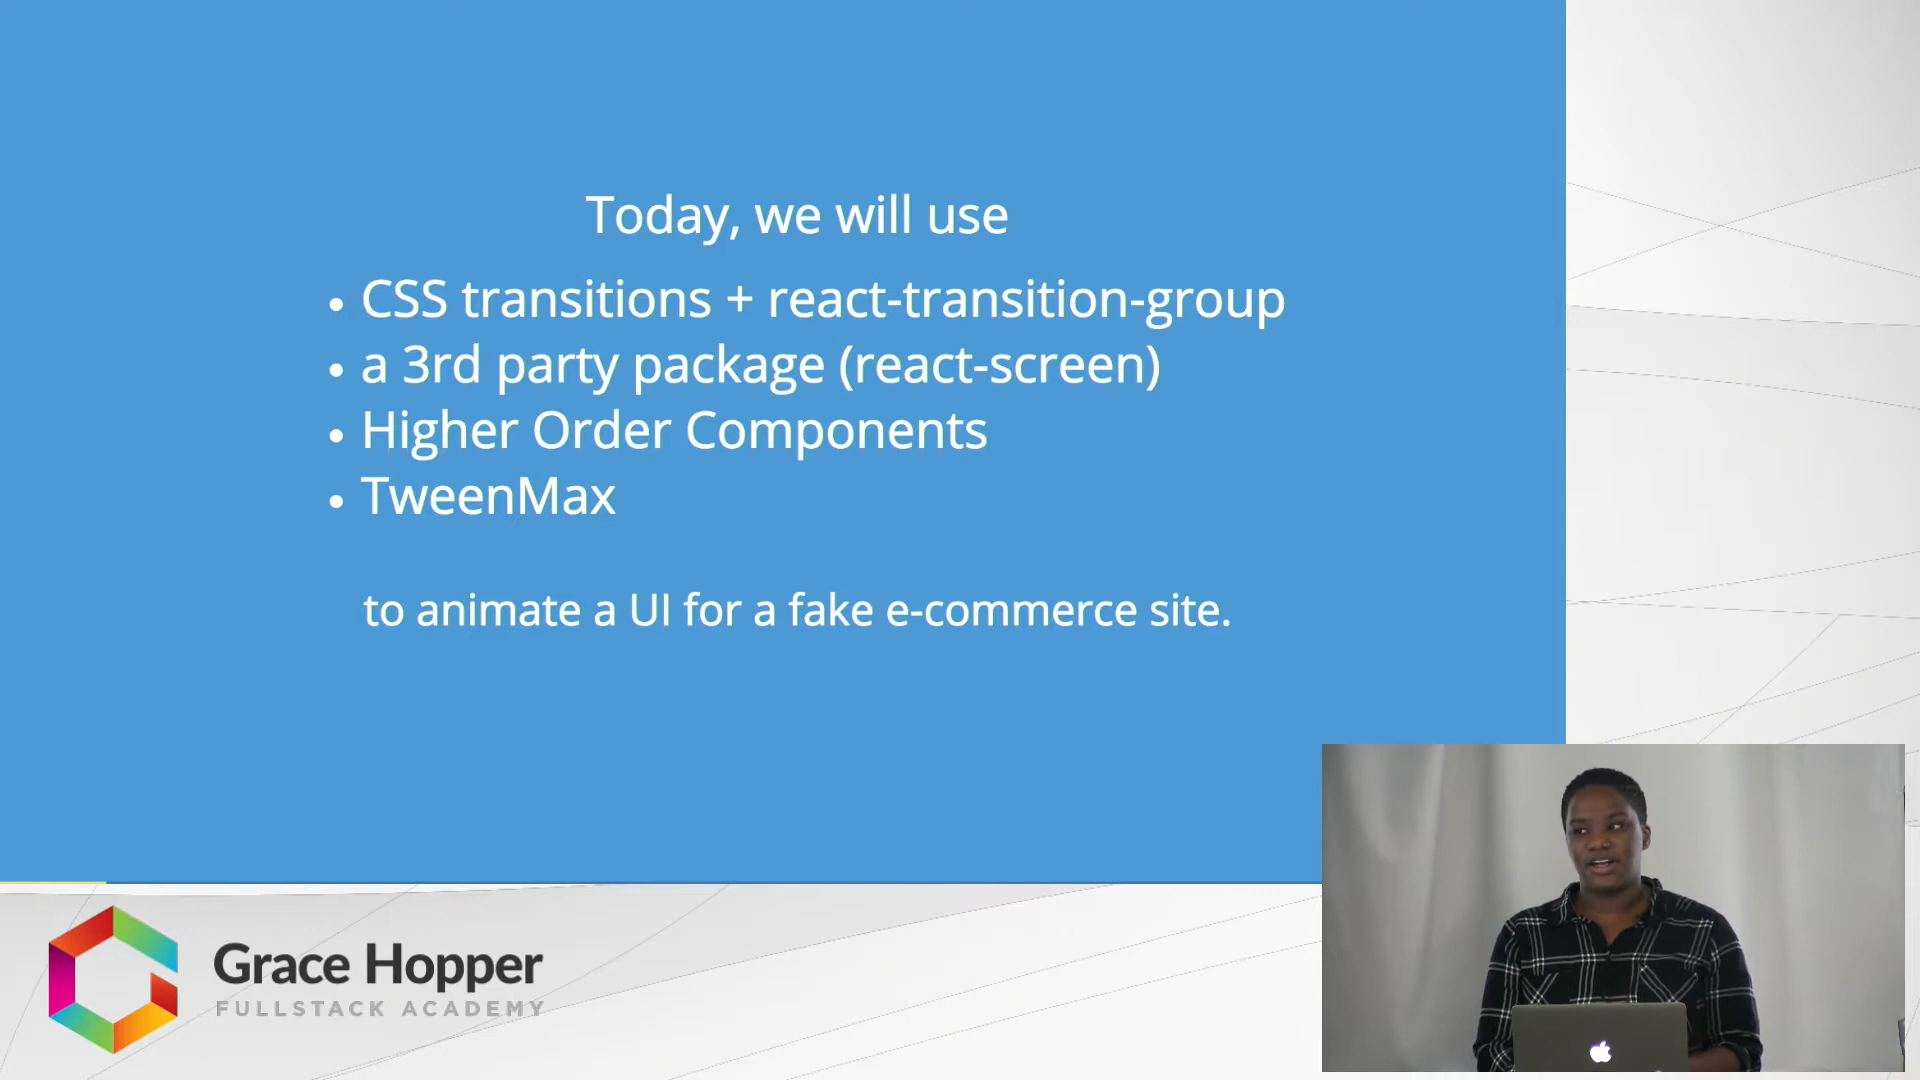 Today, we will use
• CSS transitions + react-transition-group
• a 3rd party package (react-screen)
• Higher Order Components
• TweenMax
to animate a UI for a fake e-commerce site.
Grace Hopper
FULLSTACK ACADEMY